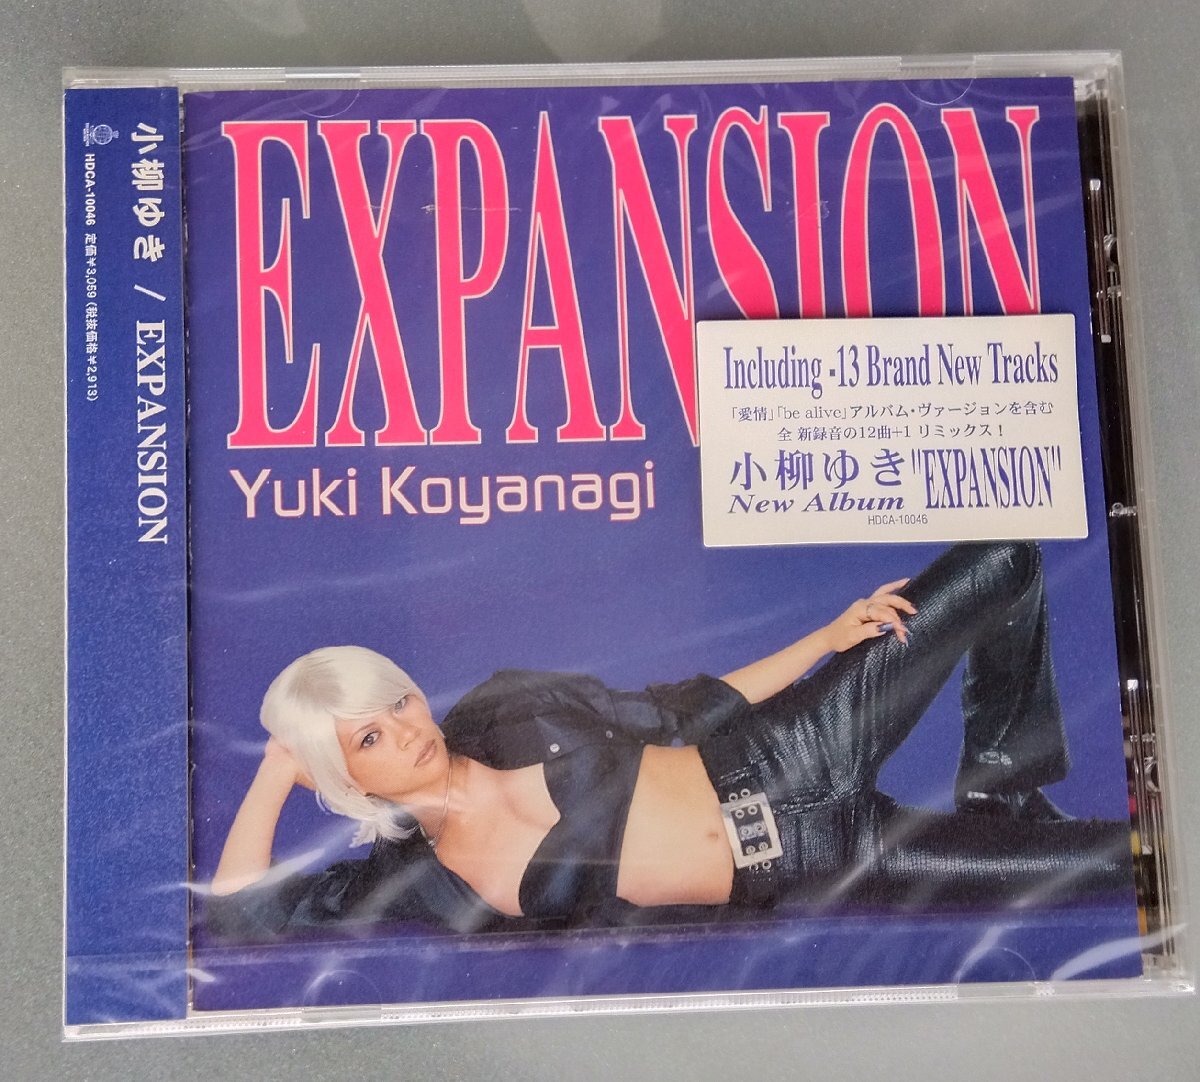 小柳ゆき / EXPANSION
HDCA-10046 定価¥3,059 (税抜価格¥2,913)
EXPANSION
Yuki Koyanagi
Including -13 Brand New Tracks
「愛情」「be alive」アルバム・ヴァージョンを含む
全 新録音の12曲+1 リミックス!
小柳ゆき "EXPANSION"
New Album
HDCA-10046